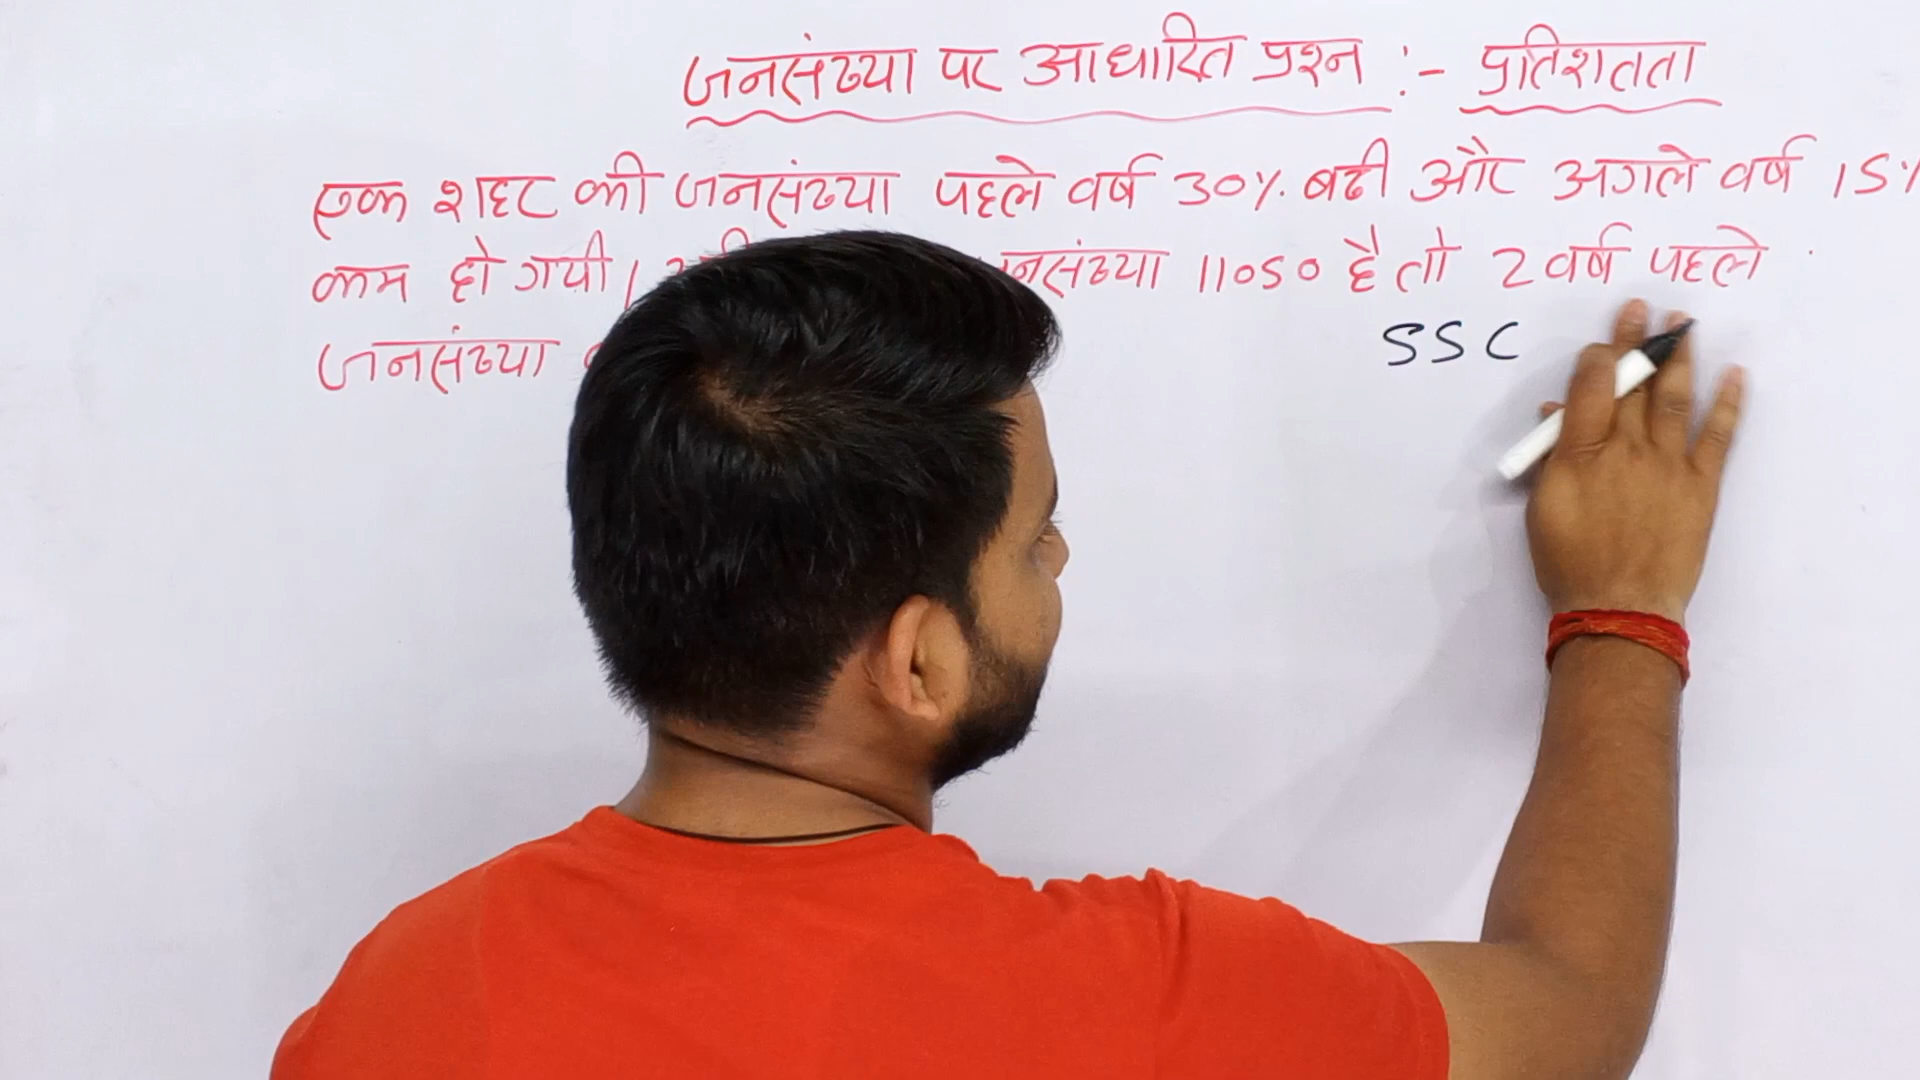 जनसंख्या पर आधारित प्रश्न :- प्रतिशतता
एक शहर की जनसंख्या पहले वर्ष 30%. बढी और अगले वर्ष 15%
कम हो गयी। जनसंख्या 11050 है तो 2 वर्ष पहले
जनसंख्या
SSC